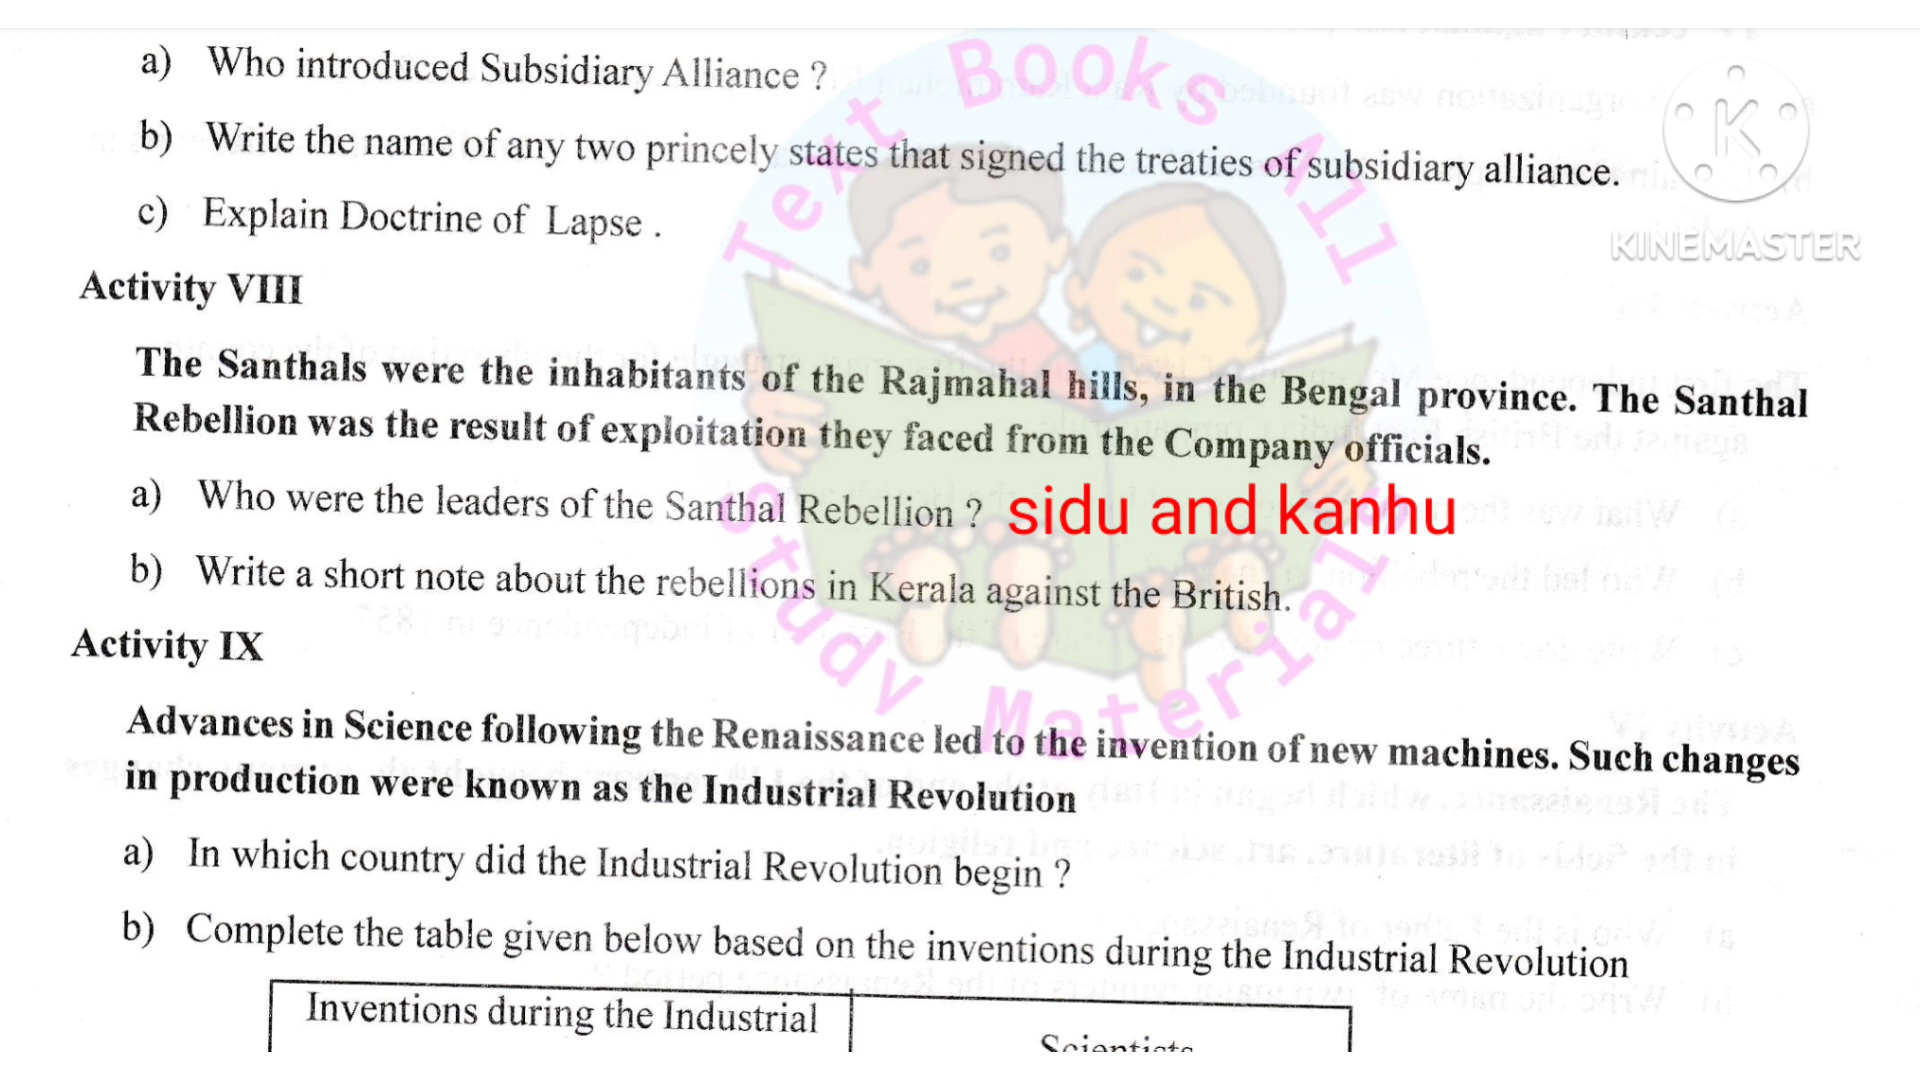 a) Who introduced Subsidiary Alliance ?
b) Write the name of any two princely states that signed the treaties of subsidiary alliance.
c) Explain Doctrine of Lapse .
K
KINEMASTER
Activity VIII
The Santhals were the inhabitants of the Rajmahal hills, in the Bengal province. The Santhal
Rebellion was the result of exploitation they faced from the Company officials.
a) Who were the leaders of the Santhal Rebellion ? sidu and kanhu
b) Write a short note about the rebellions in Kerala against the British.
Activity IX
Advances in Science following the Renaissance led to the invention of new machines. Such changes
in production were known as the Industrial Revolution
a) In which country did the Industrial Revolution begin ?
b) Complete the table given below based on the inventions during the Industrial Revolution
Inventions during the Industrial
Scientists
Text Books All
Study Materials